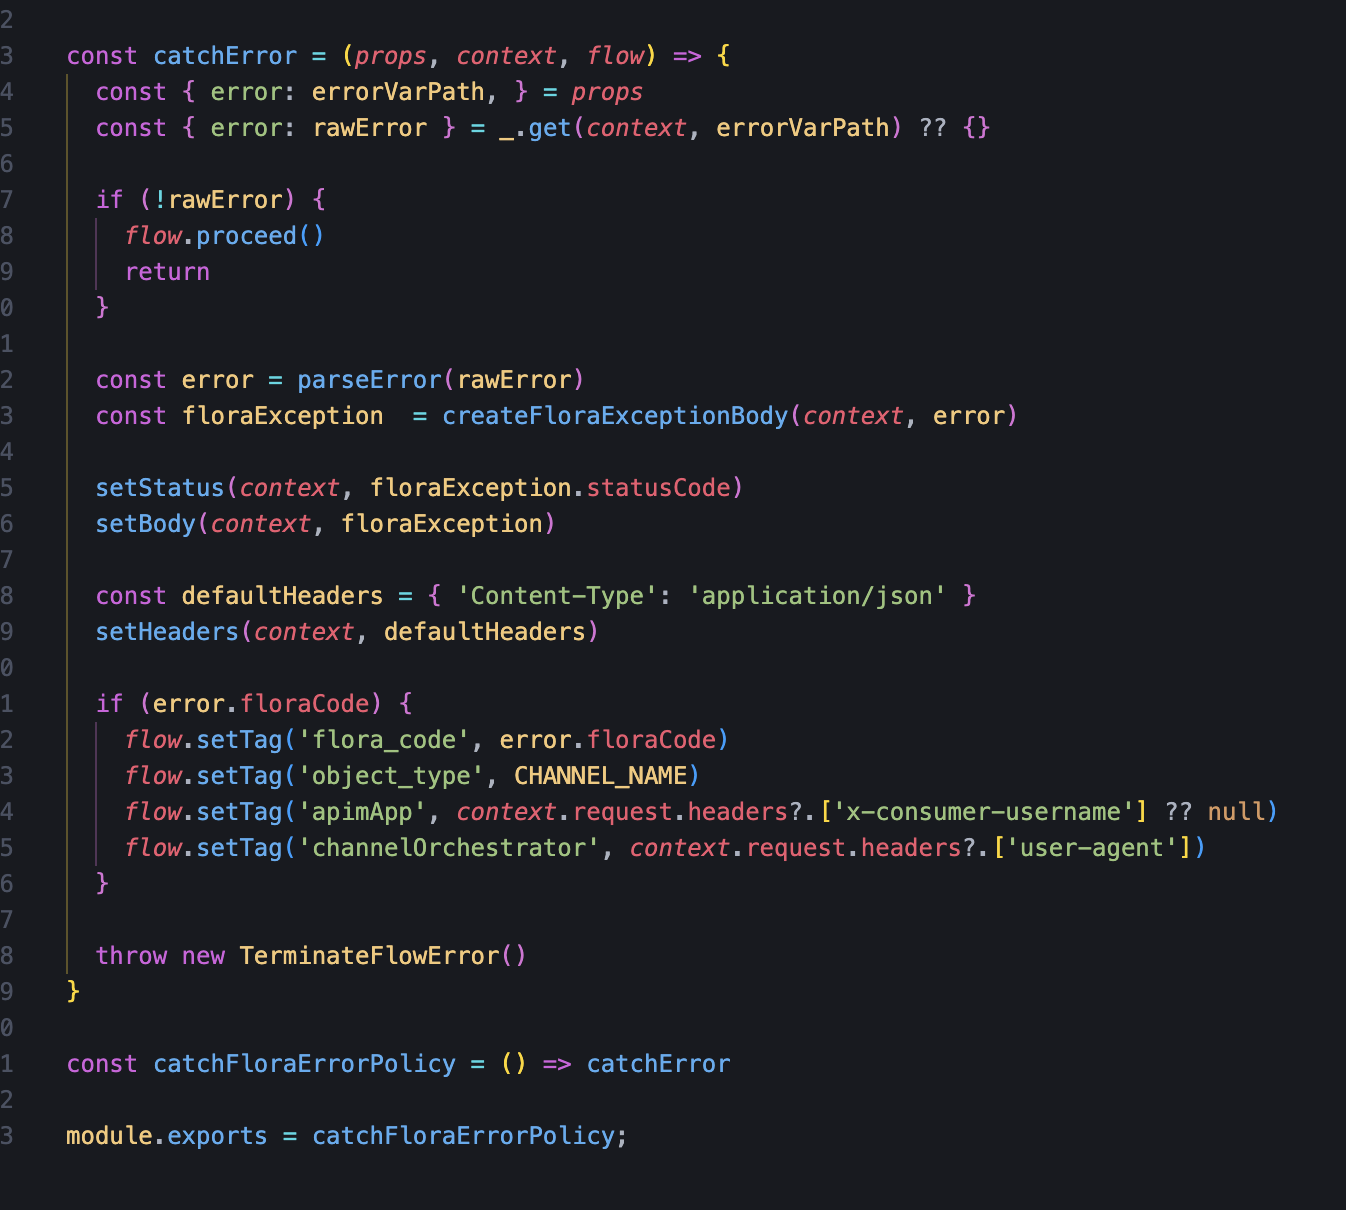 2
3 const catchError = (props, context, flow) => {
4 const { error: errorVarPath, } = props
5 const { error: rawError } = _.get(context, errorVarPath) ?? {}
6
7 if (!rawError) {
8 flow.proceed()
9 return
0 }
1
2 const error = parseError(rawError)
3 const floraException  = createFloraExceptionBody(context, error)
4
5 setStatus(context, floraException.statusCode)
6 setBody(context, floraException)
7
8 const defaultHeaders = { 'Content-Type': 'application/json' }
9 setHeaders(context, defaultHeaders)
0
1 if (error.floraCode) {
2 flow.setTag('flora_code', error.floraCode)
3 flow.setTag('object_type', CHANNEL_NAME)
4 flow.setTag('apimApp', context.request.headers?.['x-consumer-username'] ?? null)
5 flow.setTag('channelOrchestrator', context.request.headers?.['user-agent'])
6 }
7
8 throw new TerminateFlowError()
9 }
0
1 const catchFloraErrorPolicy = () => catchError
2
3 module.exports = catchFloraErrorPolicy;